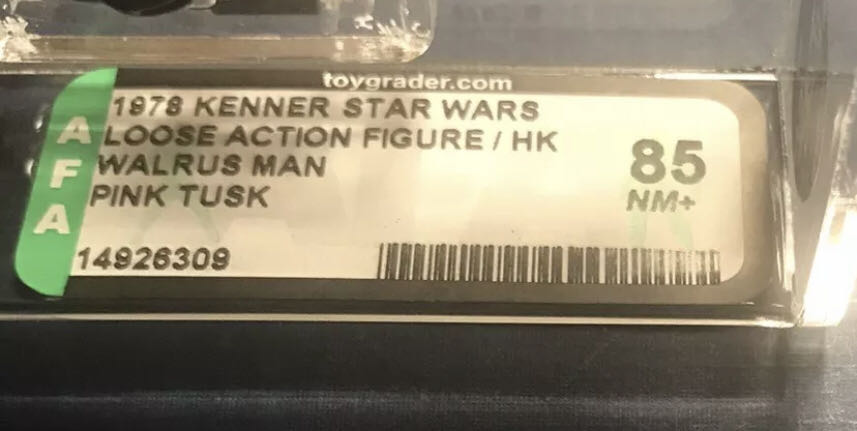 toygrader.com
1978 KENNER STAR WARS
LOOSE ACTION FIGURE / HK
WALRUS MAN
PINK TUSK
85
NM+
AFA
14926309